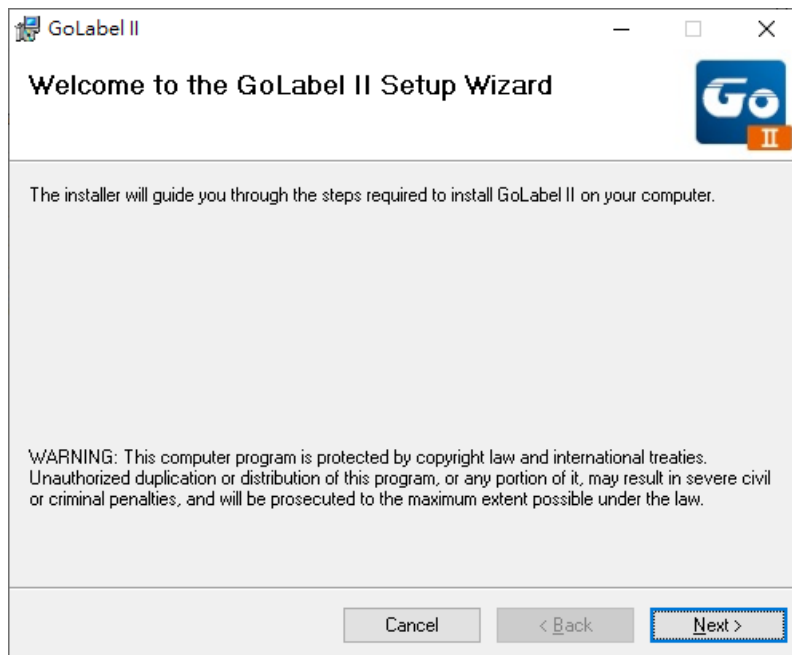 GoLabel II
Welcome to the GoLabel II Setup Wizard
Go
II
The installer will guide you through the steps required to install GoLabel II on your computer.
WARNING: This computer program is protected by copyright law and international treaties.
Unauthorized duplication or distribution of this program, or any portion of it, may result in severe civil
or criminal penalties, and will be prosecuted to the maximum extent possible under the law.
Cancel < Back Next >